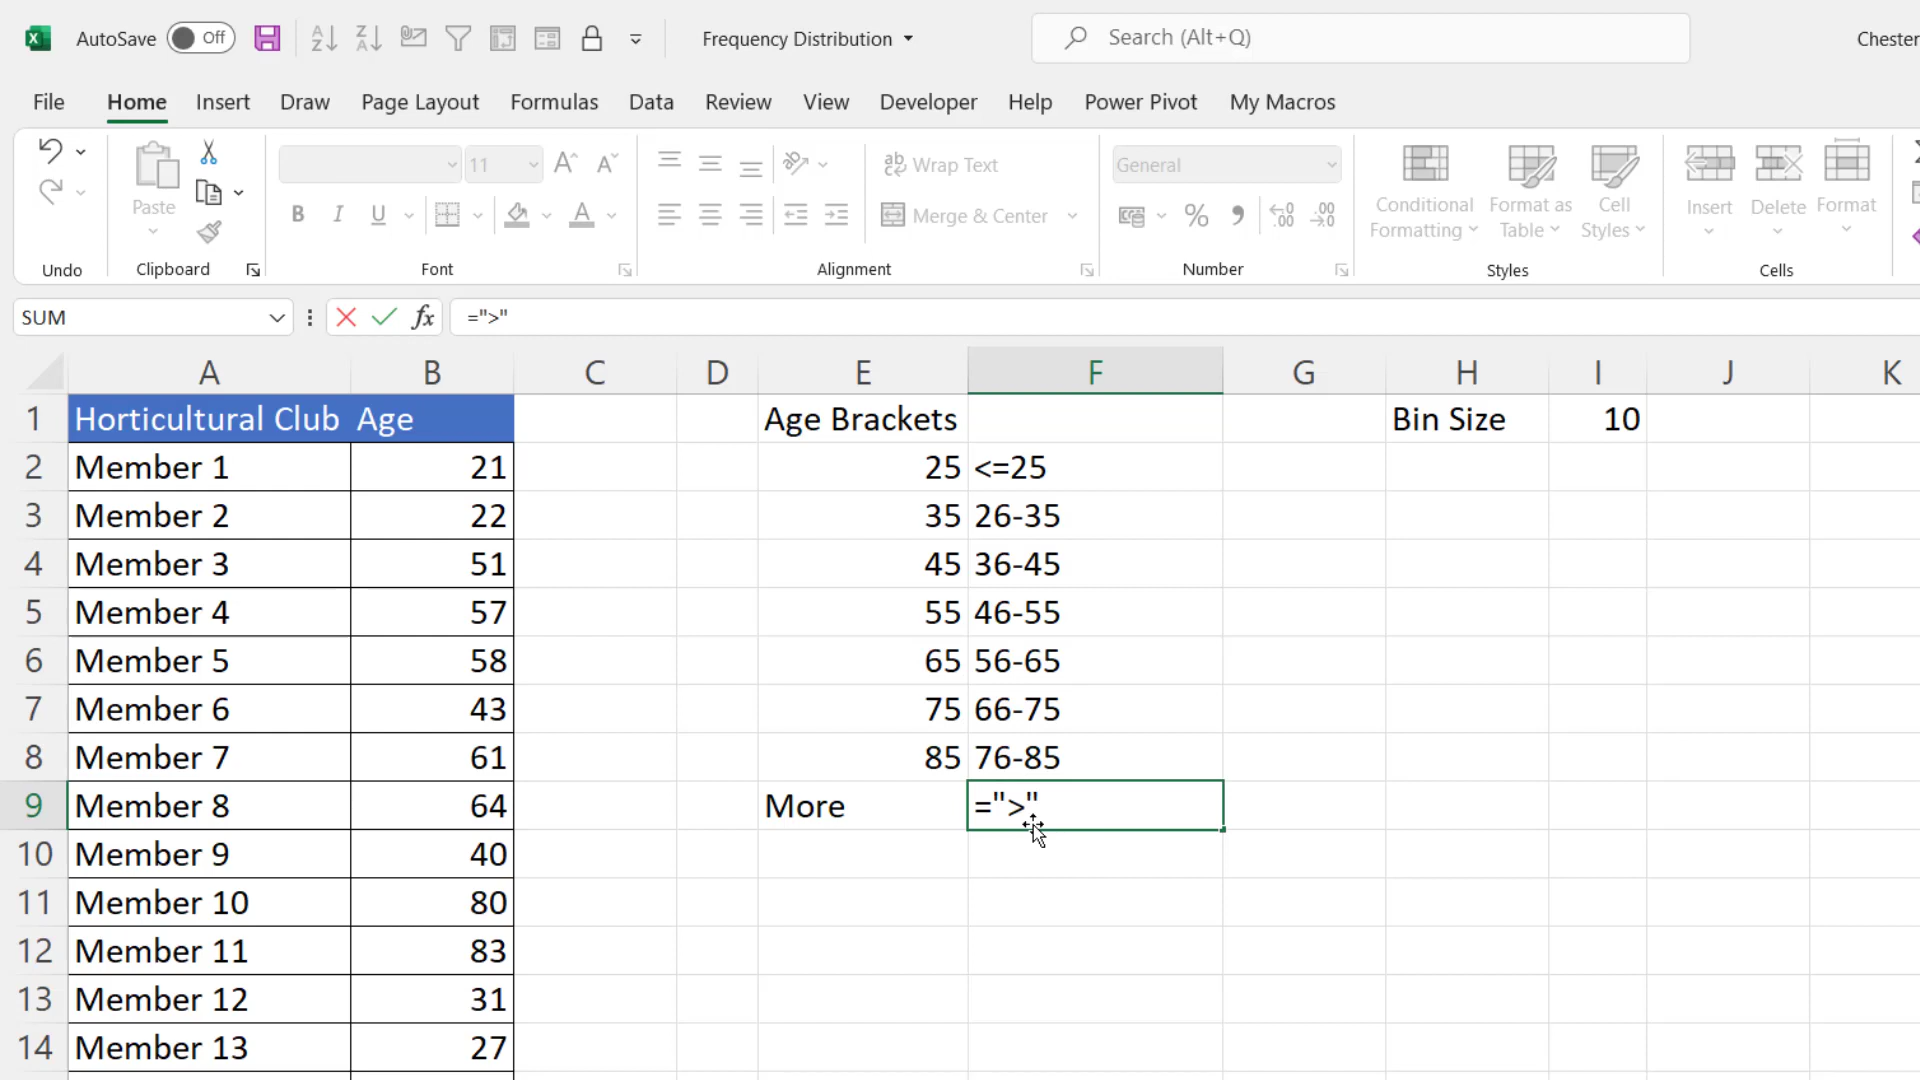 AutoSave Off Frequency Distribution Search (Alt+Q) Chester
File Home Insert Draw Page Layout Formulas Data Review View Developer Help Power Pivot My Macros
Paste 11 Wrap Text General
B I U Merge & Center % Conditional Formatting Format as Table Cell Styles Insert Delete Format
Undo Clipboard Font Alignment Number Styles Cells
SUM fx =">"
A B C D E F G H I J K
1 Horticultural Club Age Age Brackets Bin Size 10
2 Member 1 21 25 <=25
3 Member 2 22 35 26-35
4 Member 3 51 45 36-45
5 Member 4 57 55 46-55
6 Member 5 58 65 56-65
7 Member 6 43 75 66-75
8 Member 7 61 85 76-85
9 Member 8 64 More =">"
10 Member 9 40
11 Member 10 80
12 Member 11 83
13 Member 12 31
14 Member 13 27